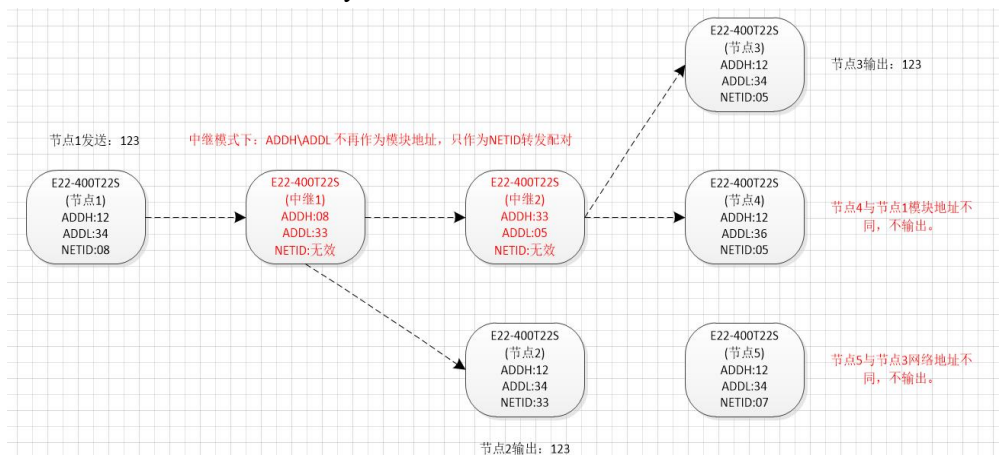 E22-400T22S
(节点3)
ADDH:12
ADDL:34
NETID:05
节点3输出：123
节点1发送：123
中继模式下：ADDH\ADDL 不再作为模块地址，只作为NETID转发配对
E22-400T22S
(节点1)
ADDH:12
ADDL:34
NETID:08
E22-400T22S
(中继1)
ADDH:08
ADDL:33
NETID:无效
E22-400T22S
(中继2)
ADDH:33
ADDL:05
NETID:无效
E22-400T22S
(节点4)
ADDH:12
ADDL:36
NETID:05
节点4与节点1模块地址不
同，不输出。
E22-400T22S
(节点2)
ADDH:12
ADDL:34
NETID:33
节点2输出：123
E22-400T22S
(节点5)
ADDH:12
ADDL:34
NETID:07
节点5与节点3网络地址不
同，不输出。